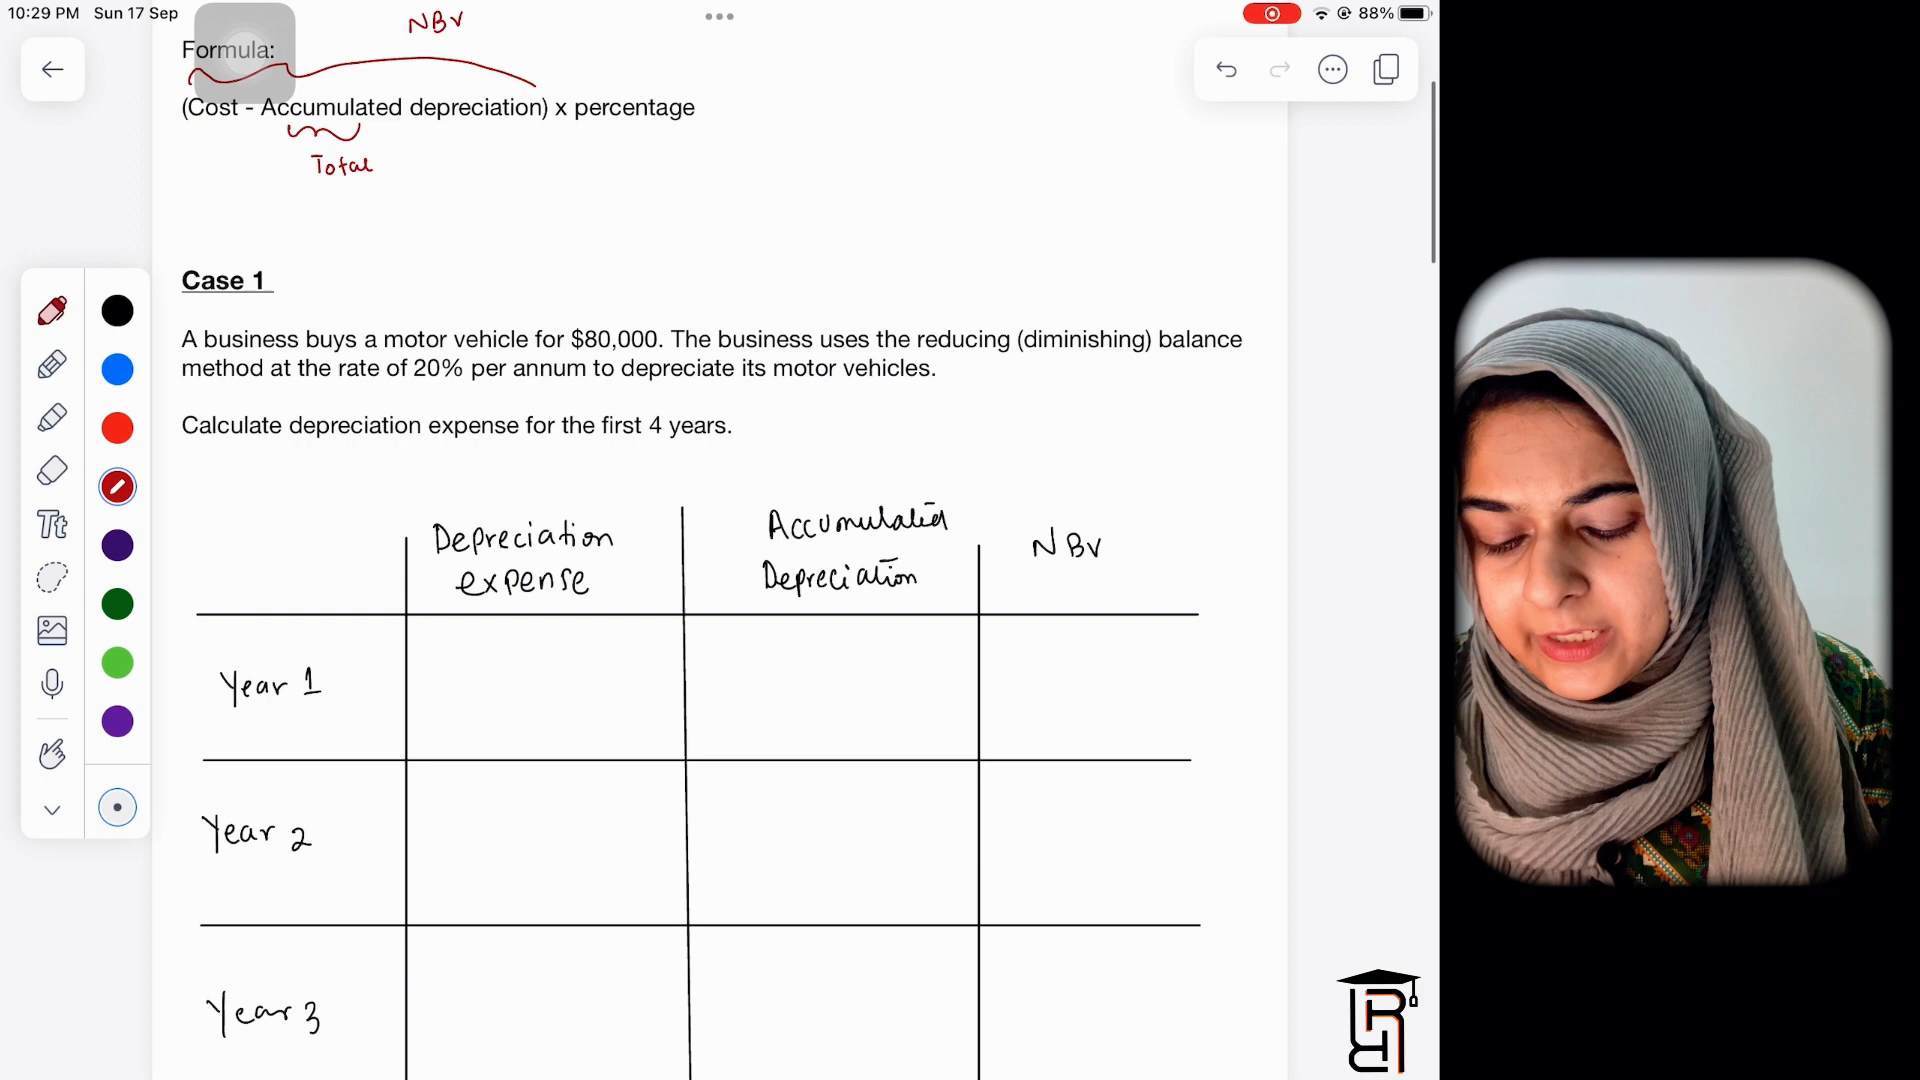 10:29 PM Sun 17 Sep
88%
NBV
Formula:
(Cost - Accumulated depreciation) x percentage
Total
Case 1
A business buys a motor vehicle for $80,000. The business uses the reducing (diminishing) balance
method at the rate of 20% per annum to depreciate its motor vehicles.
Calculate depreciation expense for the first 4 years.
Tt
Depreciation
expense
Accumulated
Depreciation
NBV
Year 1
Year 2
Year 3